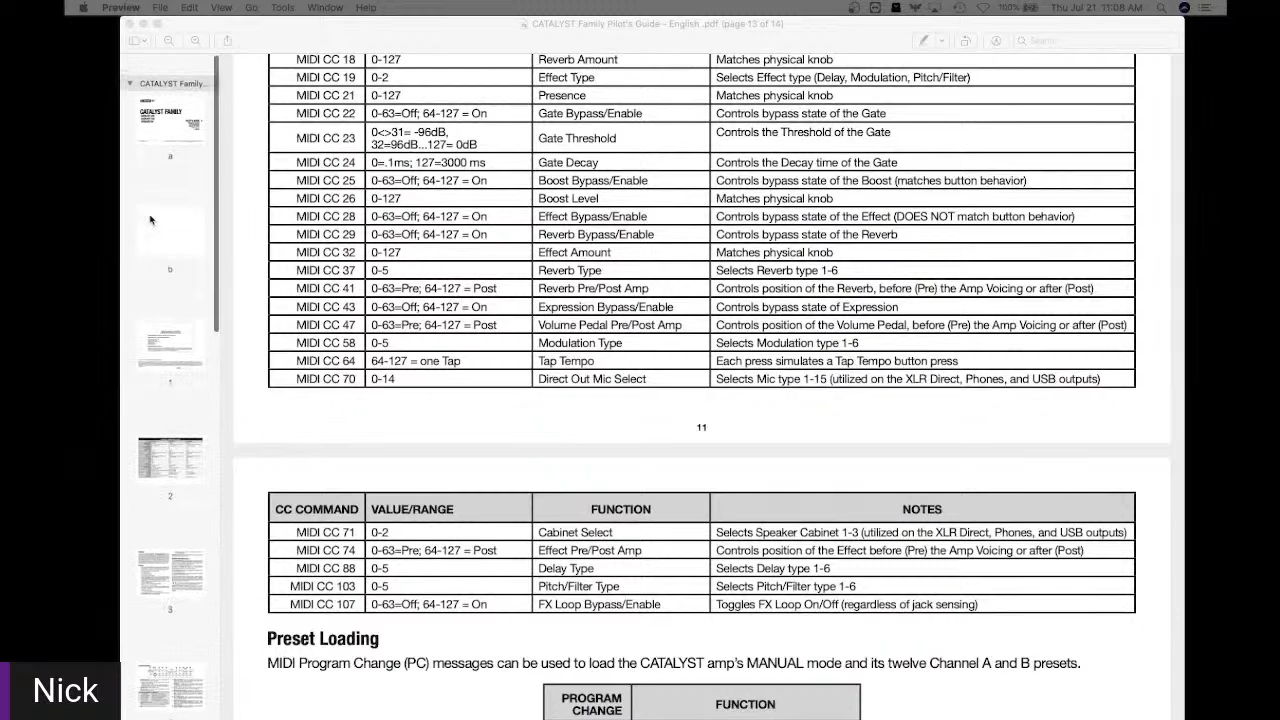 Preview File Edit View Go Tools Window Help 100% Thu Jul 21 11:08 AM
CATALYST Family Pilot's Guide - English .pdf (page 13 of 14)
Search
CATALYST Family...
CATALYST FAMILY
a
b
1
2
3
MIDI CC 18 0-127 Reverb Amount Matches physical knob
MIDI CC 19 0-2 Effect Type Selects Effect type (Delay, Modulation, Pitch/Filter)
MIDI CC 21 0-127 Presence Matches physical knob
MIDI CC 22 0-63=Off; 64-127 = On Gate Bypass/Enable Controls bypass state of the Gate
MIDI CC 23 0<>31= -96dB, 32=96dB...127= 0dB Gate Threshold Controls the Threshold of the Gate
MIDI CC 24 0=.1ms; 127=3000 ms Gate Decay Controls the Decay time of the Gate
MIDI CC 25 0-63=Off; 64-127 = On Boost Bypass/Enable Controls bypass state of the Boost (matches button behavior)
MIDI CC 26 0-127 Boost Level Matches physical knob
MIDI CC 28 0-63=Off; 64-127 = On Effect Bypass/Enable Controls bypass state of the Effect (DOES NOT match button behavior)
MIDI CC 29 0-63=Off; 64-127 = On Reverb Bypass/Enable Controls bypass state of the Reverb
MIDI CC 32 0-127 Effect Amount Matches physical knob
MIDI CC 37 0-5 Reverb Type Selects Reverb type 1-6
MIDI CC 41 0-63=Pre; 64-127 = Post Reverb Pre/Post Amp Controls position of the Reverb, before (Pre) the Amp Voicing or after (Post)
MIDI CC 43 0-63=Off; 64-127 = On Expression Bypass/Enable Controls bypass state of Expression
MIDI CC 47 0-63=Pre; 64-127 = Post Volume Pedal Pre/Post Amp Controls position of the Volume Pedal, before(Pre) the Amp Voicing or after (Post)
MIDI CC 0-5 Modulation Type Selects Modulation type 1-6
MIDI CC 64 64-127 = one Tap Tap Tempo Each press simulates a Tap Tempo button press
MIDI CC 70 0-14 Direct Out Mic Select Selects Mic type 1-15 (utilized on the XLR Direct, Phones, and USB outputs)
11
CC COMMAND VALUE/RANGE FUNCTION NOTES
MIDI CC 71 0-2 Cabinet Select Selects Speaker Cabinet 1-3 (utilized on the XLR Direct, Phones, and USB outputs)
MIDI CC 74 0-63=Pre; 64-127 = Post Effect Pre/Post Amp Controls position of the Effect, before (Pre) the Amp Voicing or after (Post)
MIDI CC 0-5 Delay Type Selects Delay type 1-6
MIDI CC 103 0-5 Pitch/Filter Type Selects Pitch/Filter type 1-6
MIDI CC 107 0-63=Off; 64-127 = On FX Loop Bypass/Enable Toggles FX Loop On/Off (regardless of jack sensing)
Preset Loading
MIDI Program Change (PC) messages can be used to the CATALYST amp's MANUAL mode and Channel A and B presets.
PROGRAM CHANGE FUNCTION
Nick